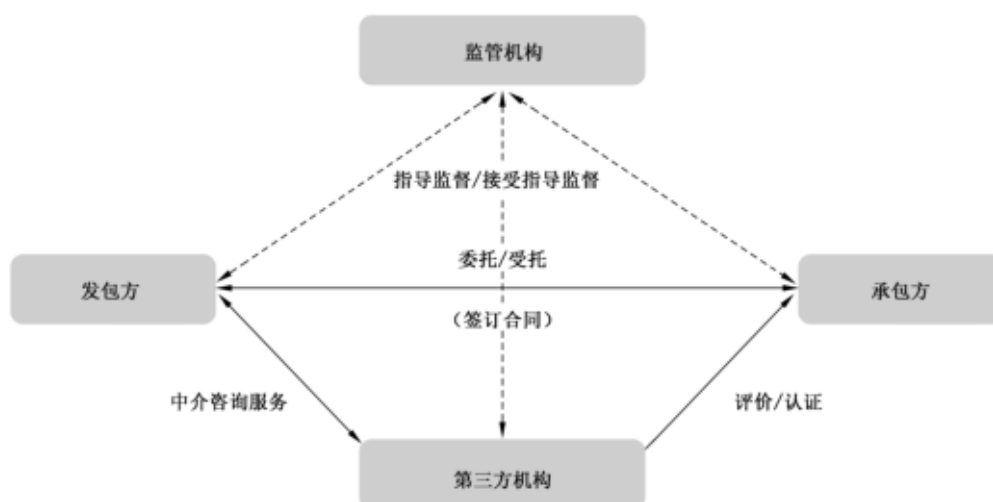 监管机构
指导监督/接受指导监督
委托/受托
发包方
承包方
（签订合同）
中介咨询服务
评价/认证
第三方机构